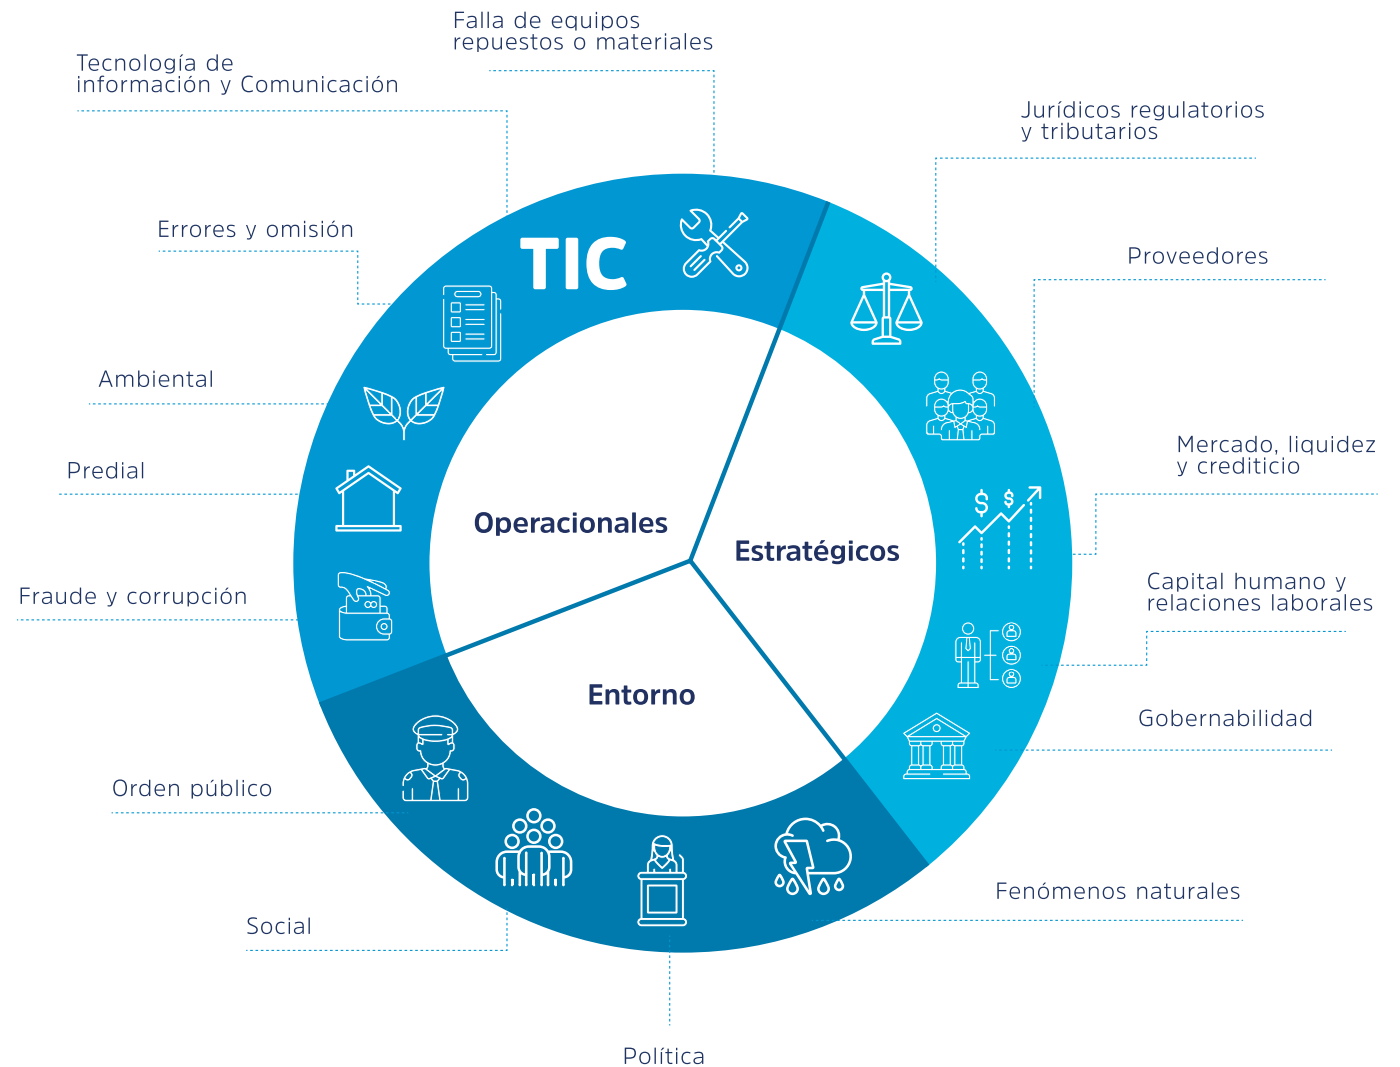 Falla de equipos
repuestos o materiales
Tecnología de
información y Comunicación
Jurídicos regulatorios
y tributarios
Errores y omisión
TIC
Proveedores
Ambiental
Mercado, liquidez
y crediticio
Predial
Operacionales
Estratégicos
Capital humano y
relaciones laborales
Fraude y corrupción
Entorno
Gobernabilidad
Orden público
Fenómenos naturales
Social
Política